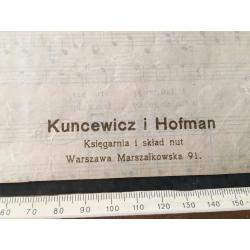 Kuncewicz i Hofman
Księgarnia i skład nut
Warszawa Marszałkowska 91.
60 70 80 90 100 110 120 130 140 150 160